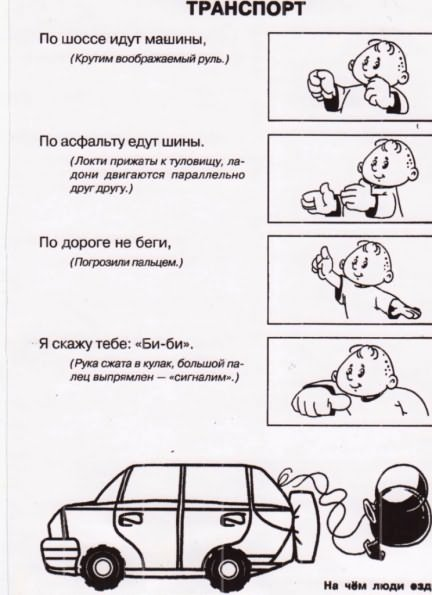 ТРАНСПОРТ
По шоссе идут машины,
(Крутим воображаемый руль.)
По асфальту едут шины.
(Локти прижаты к туловищу, ла-
дони двигаются параллельно
друг другу.)
По дороге не беги,
(Погрозили пальцем.)
Я скажу тебе: «Би-би».
(Рука сжата в кулак, большой па-
лец выпрямлен — «сигналим».)
На чём люди езд